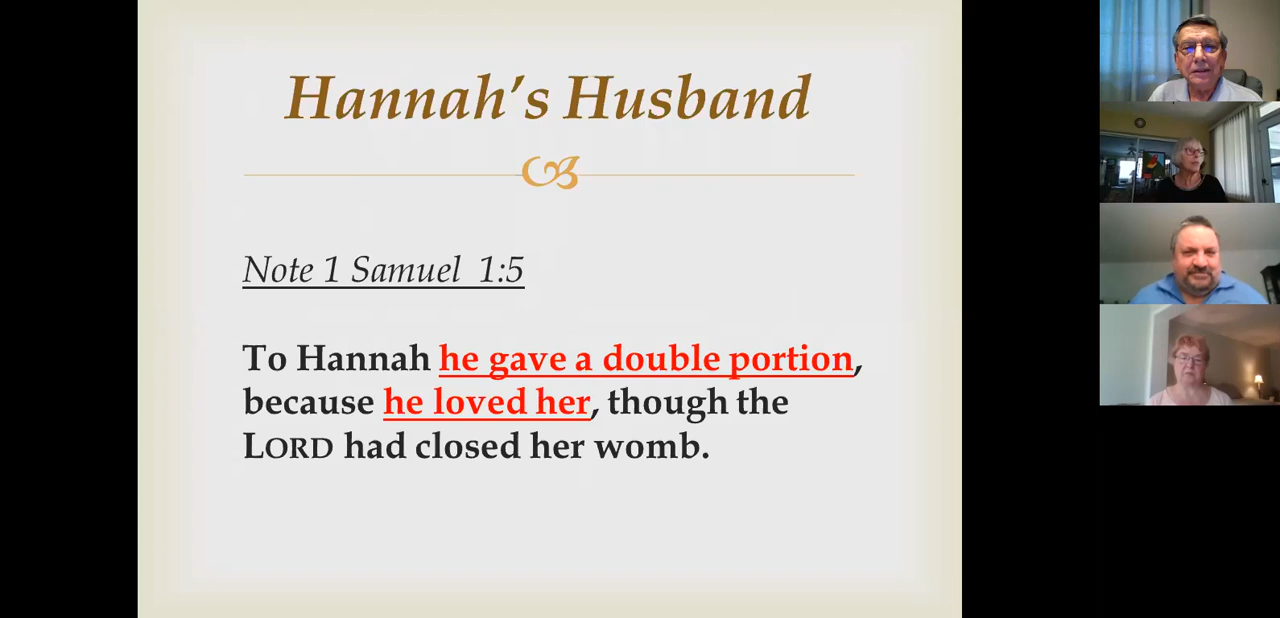 Hannah’s Husband
Note 1 Samuel  1:5
To Hannah he gave a double portion,
because he loved her, though the
LORD had closed her womb.